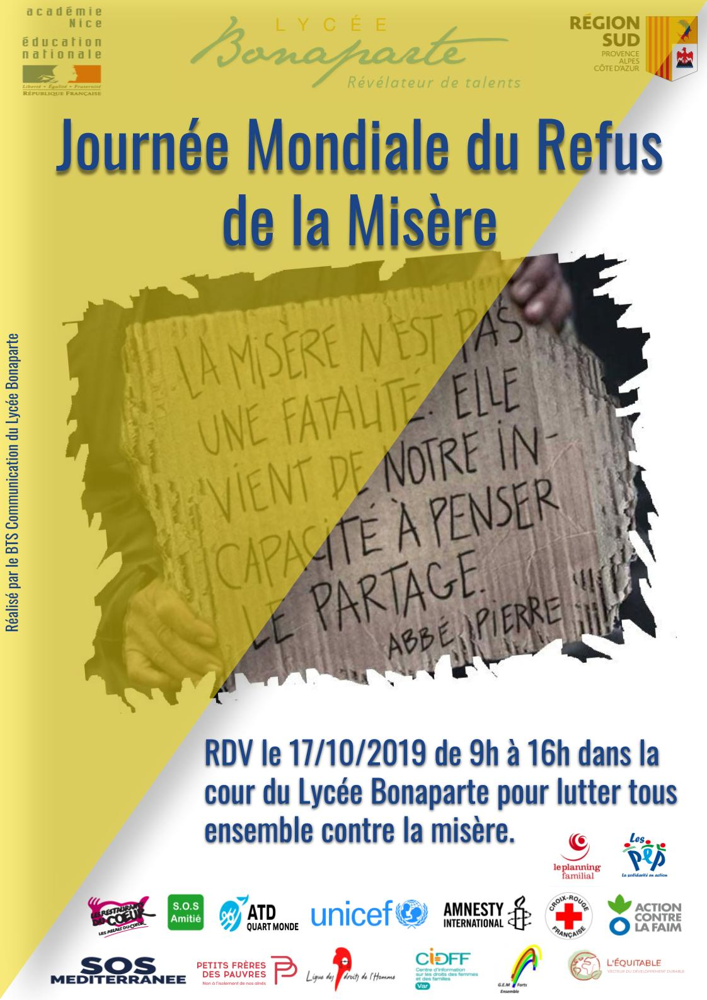 académie
Nice
éducation
nationale
Liberté • Égalité • Fraternité
RÉPUBLIQUE FRANÇAISE
LYCÉE
Bonaparte
Révélateur de talents
RÉGION
SUD
PROVENCE
ALPES
CÔTE D'AZUR
Journée Mondiale du Refus
de la Misère
Réalisé par le BTS Communication du Lycée Bonaparte
LA MISÈRE N'EST PAS
UNE FATALITÉ. ELLE
VIENT DE NOTRE IN-
CAPACITÉ À PENSER
LE PARTAGE.
ABBÉ PIERRE
RDV le 17/10/2019 de 9h à 16h dans la
cour du Lycée Bonaparte pour lutter tous
ensemble contre la misère.
le planning
familial
Les
pep
La solidarité en action
LES RESTAURANTS
DU COEUR
LES RELAIS DU COEUR
S.O.S
Amitié
ATD
QUART MONDE
unicef
AMNESTY
INTERNATIONAL
CROIX-ROUGE
FRANÇAISE
ACTION
CONTRE
LA FAIM
SOS
MEDITERRANEE
PETITS FRÈRES
DES PAUVRES
Non à l'isolement de nos aînés
Ligue des droits de l'Homme
CiDFF
Centre d'information
sur les droits des femmes
et des familles
Var
G.E.M Forts
Ensemble
L'ÉQUITABLE
VECTEUR DU DÉVELOPPEMENT DURABLE